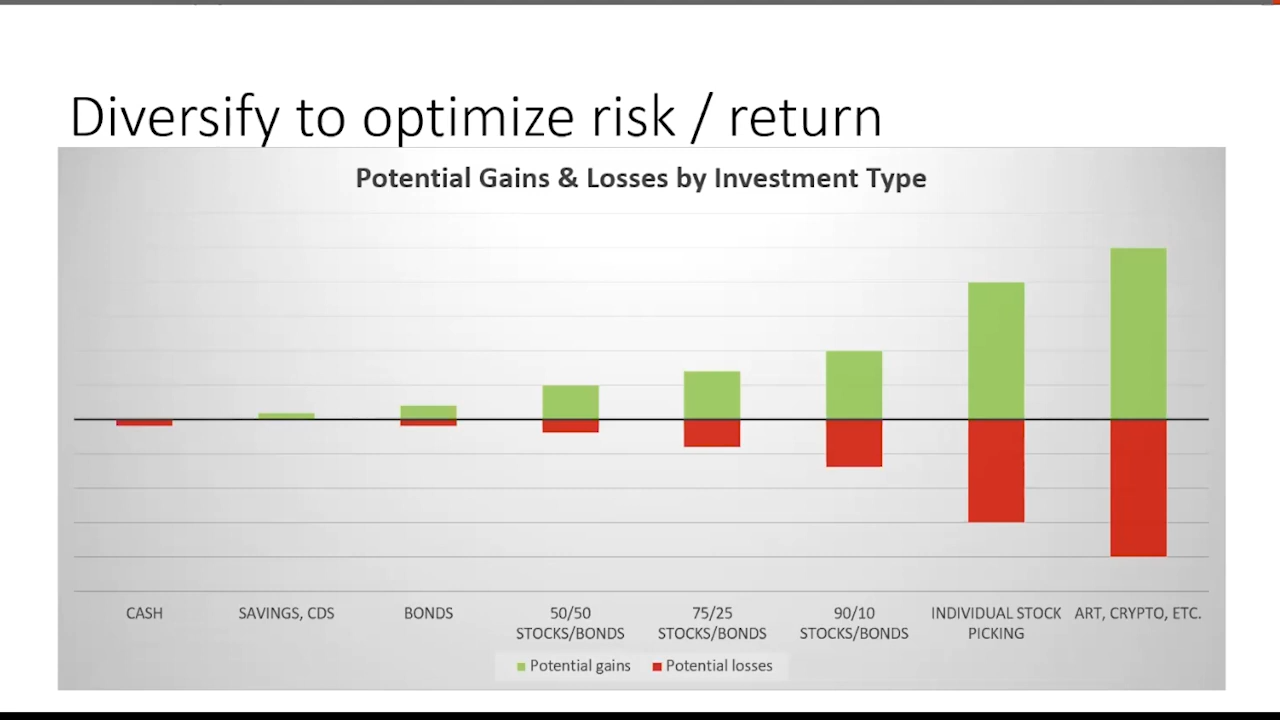 Diversify to optimize risk / return
Potential Gains & Losses by Investment Type
CASH
SAVINGS, CDS
BONDS
50/50
STOCKS/BONDS
75/25
STOCKS/BONDS
90/10
STOCKS/BONDS
INDIVIDUAL STOCK
PICKING
ART, CRYPTO, ETC.
Potential gains
Potential losses